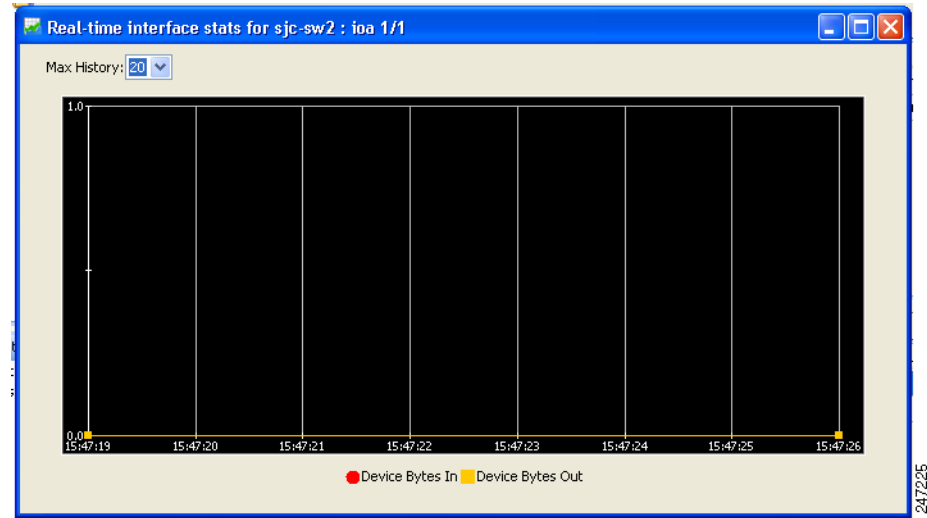 Real-time interface stats for sjc-sw2 : ioa 1/1
Max History: 20
1.0
0.0
15:47:19 15:47:20 15:47:21 15:47:22 15:47:23 15:47:24 15:47:25 15:47:26
Device Bytes In Device Bytes Out
247225